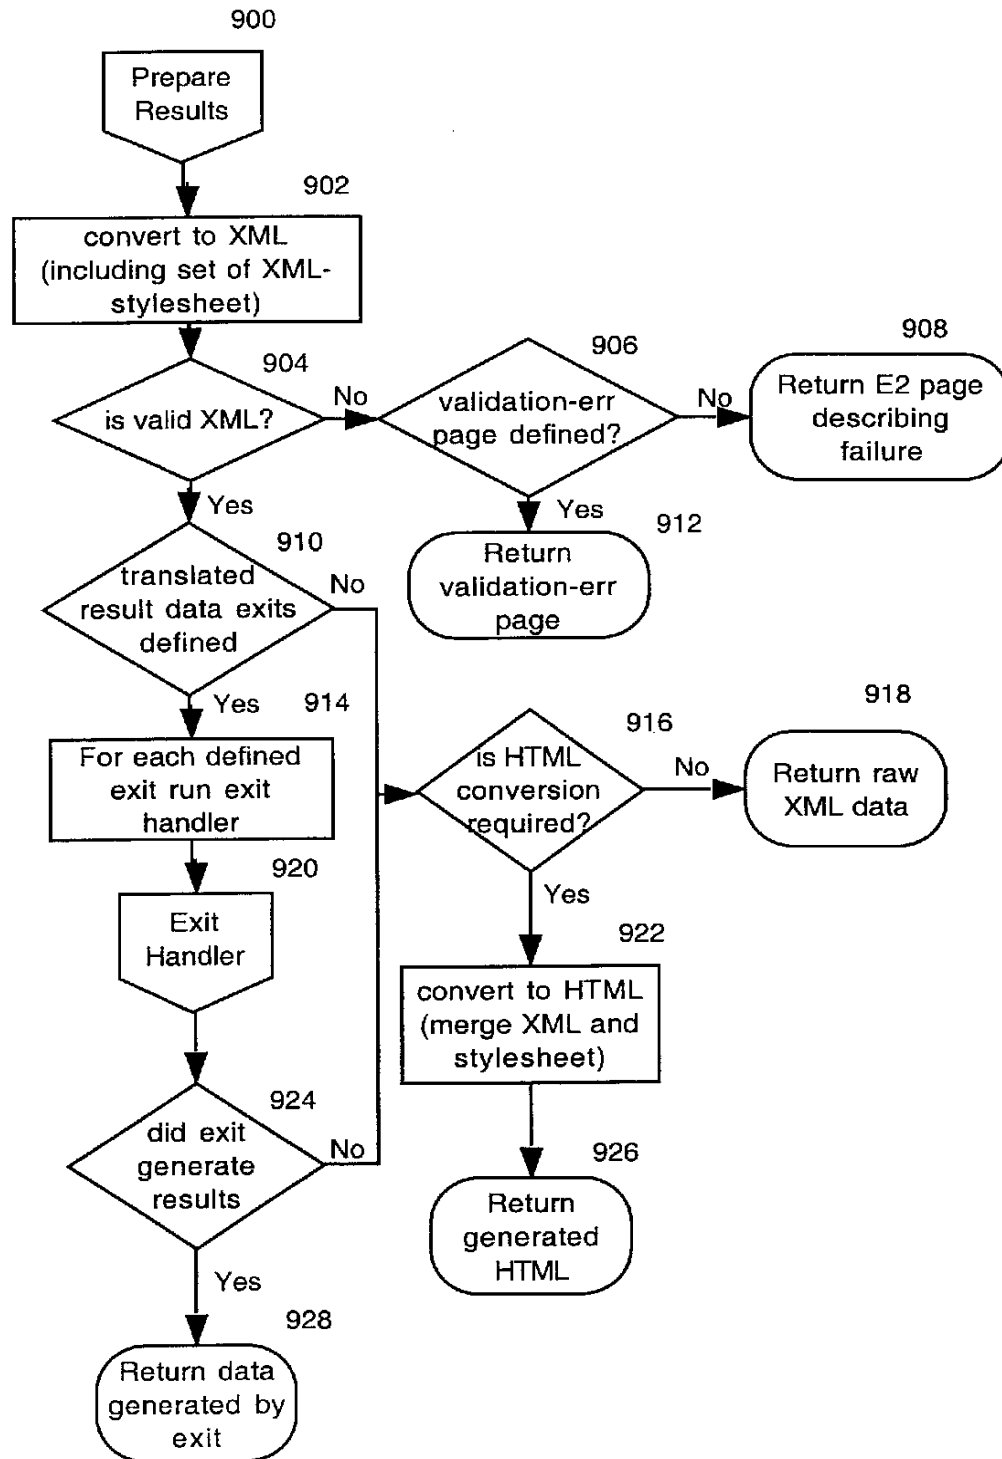 900
Prepare
Results
902
convert to XML
(including set of XML-
stylesheet)
904
is valid XML?
No
906
validation-err
page defined?
No
908
Return E2 page
describing
failure
Yes
Yes
912
Return
validation-err
page
910
translated
result data exits
defined
No
Yes
914
For each defined
exit run exit
handler
916
is HTML
conversion
required?
No
918
Return raw
XML data
920
Exit
Handler
Yes
922
convert to HTML
(merge XML and
stylesheet)
924
did exit
generate
results
No
926
Return
generated
HTML
Yes
928
Return data
generated by
exit